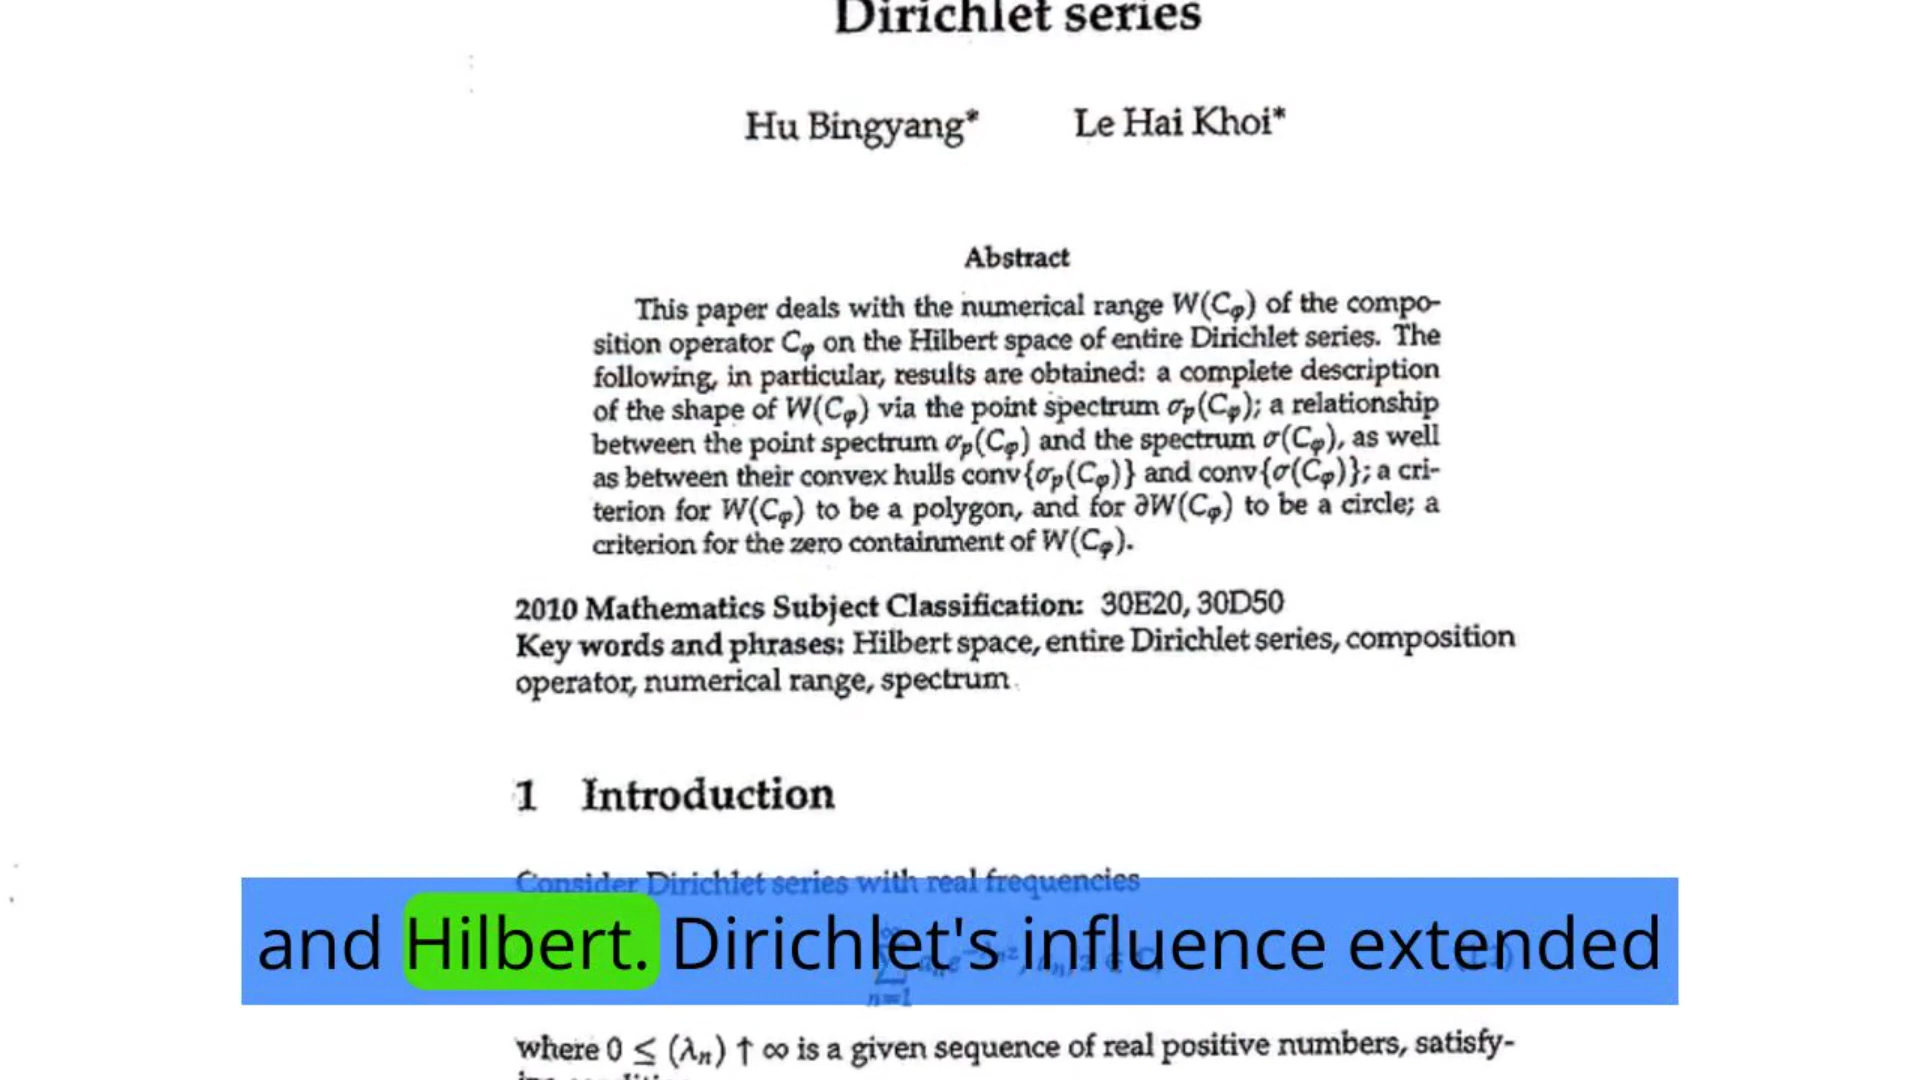 Dirichlet series
Hu Bingyang* Le Hai Khoi*
Abstract
This paper deals with the numerical range W(Cφ) of the compo-
sition operator Cφ on the Hilbert space of entire Dirichlet series. The
following, in particular, results are obtained: a complete description
of the shape of W(Cφ) via the point spectrum σp(Cφ); a relationship
between the point spectrum σp(Cφ) and the spectrum σ(Cφ), as well
as between their convex hulls conv{σp(Cφ)} and conv{σ(Cφ)}; a cri-
terion for W(Cφ) to be a polygon, and for ∂W(Cφ) to be a circle; a
criterion for the zero containment of W(Cφ).
2010 Mathematics Subject Classification: 30E20, 30D50
Key words and phrases: Hilbert space, entire Dirichlet series, composition
operator, numerical range, spectrum
1 Introduction
Consider Dirichlet series with real frequencies
and Hilbert. Dirichlet's influence extended
n=1
where 0 ≤ (λn) ↑ ∞ is a given sequence of real positive numbers, satisfy-